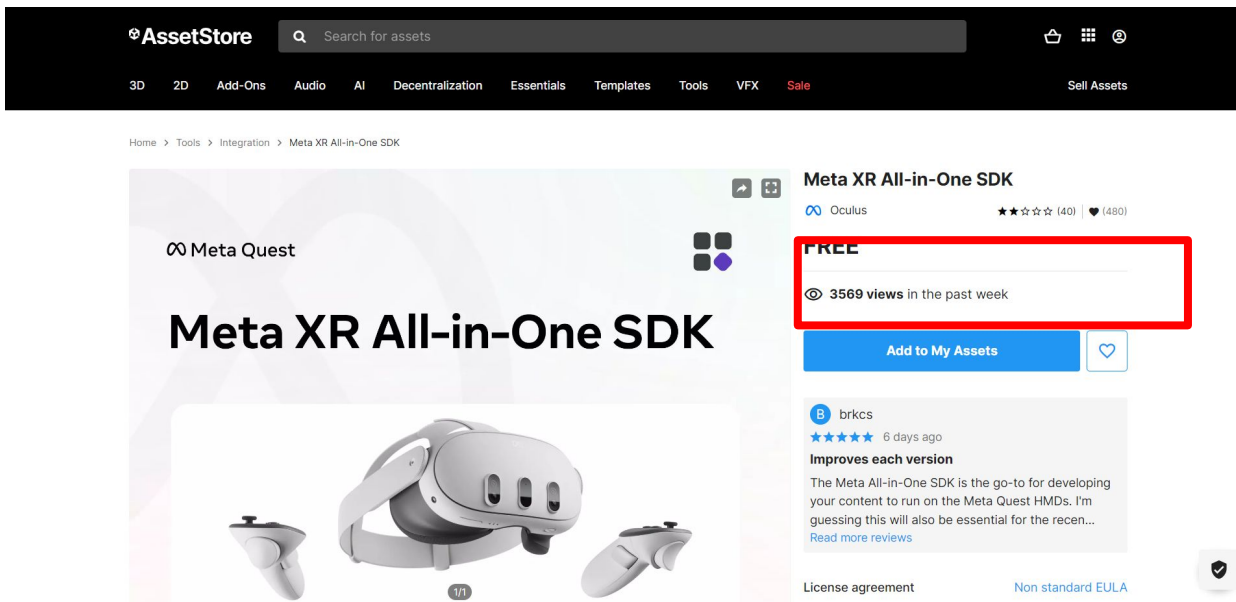 AssetStore
Search for assets
3D 2D Add-Ons Audio AI Decentralization Essentials Templates Tools VFX Sale Sell Assets
Home > Tools > Integration > Meta XR All-in-One SDK
Meta XR All-in-One SDK
Oculus
★★☆☆☆ (40) | ♥ (480)
FREE
3569 views in the past week
Add to My Assets
B brkcs
★★★★★ 6 days ago
Improves each version
The Meta All-in-One SDK is the go-to for developing
your content to run on the Meta Quest HMDs. I'm
guessing this will also be essential for the recen...
Read more reviews
License agreement Non standard EULA
Meta Quest
Meta XR All-in-One SDK
1/1